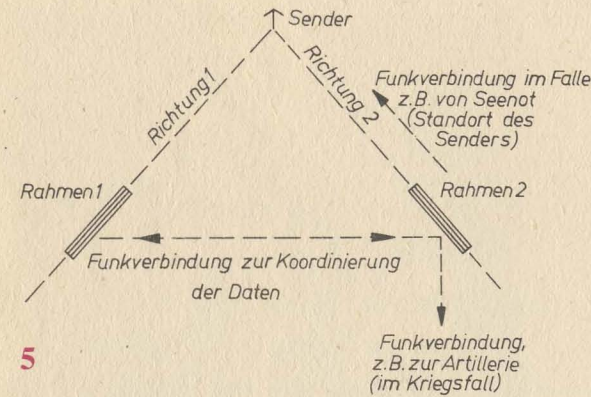 Sender
Richtung 1
Richtung 2
Funkverbindung im Falle
z.B. von Seenot
(Standort des
Senders)
Rahmen 1
Rahmen 2
Funkverbindung zur Koordinierung
der Daten
Funkverbindung,
z.B. zur Artillerie
(im Kriegsfall)
5